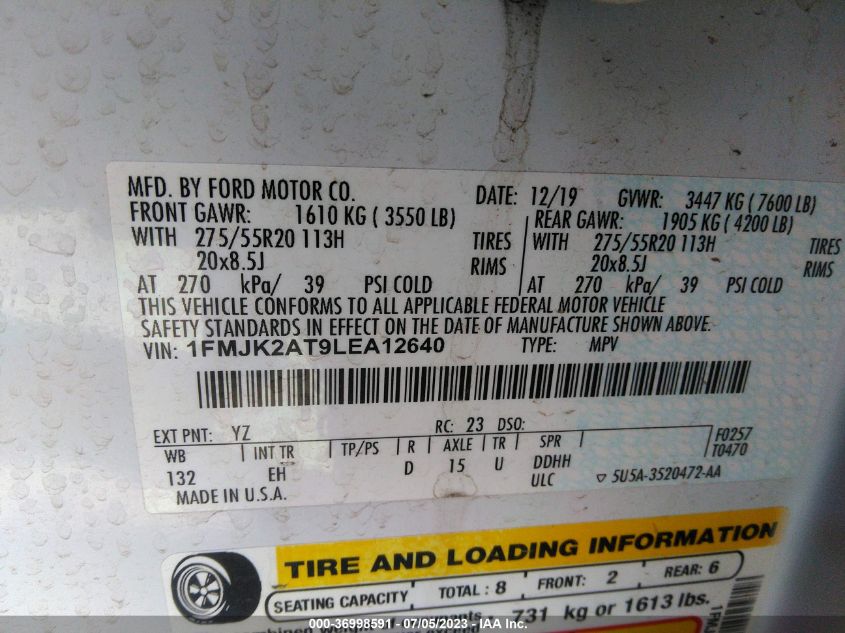 MFD. BY FORD MOTOR CO. DATE: 12/19 GVWR: 3447 KG ( 7600 LB)
FRONT GAWR: 1610 KG ( 3550 LB) REAR GAWR: 1905 KG ( 4200 LB)
WITH 275/55R20 113H TIRES WITH 275/55R20 113H TIRES
20x8.5J RIMS 20x8.5J RIMS
AT 270 kPa/ 39 PSI COLD AT 270 kPa/ 39 PSI COLD
THIS VEHICLE CONFORMS TO ALL APPLICABLE FEDERAL MOTOR VEHICLE
SAFETY STANDARDS IN EFFECT ON THE DATE OF MANUFACTURE SHOWN ABOVE.
VIN: 1FMJK2AT9LEA12640 TYPE: MPV
EXT PNT: YZ RC: 23 DSO:
WB INT TR TP/PS R AXLE TR SPR F0257
132 EH D 15 U DDHH T0470
MADE IN U.S.A. ULC 5U5A-3520472-AA
TIRE AND LOADING INFORMATION
SEATING CAPACITY TOTAL : 8 FRONT: 2 REAR: 6
731 kg or 1613 lbs.
000-36998591 - 07/05/2023 - IAA Inc.